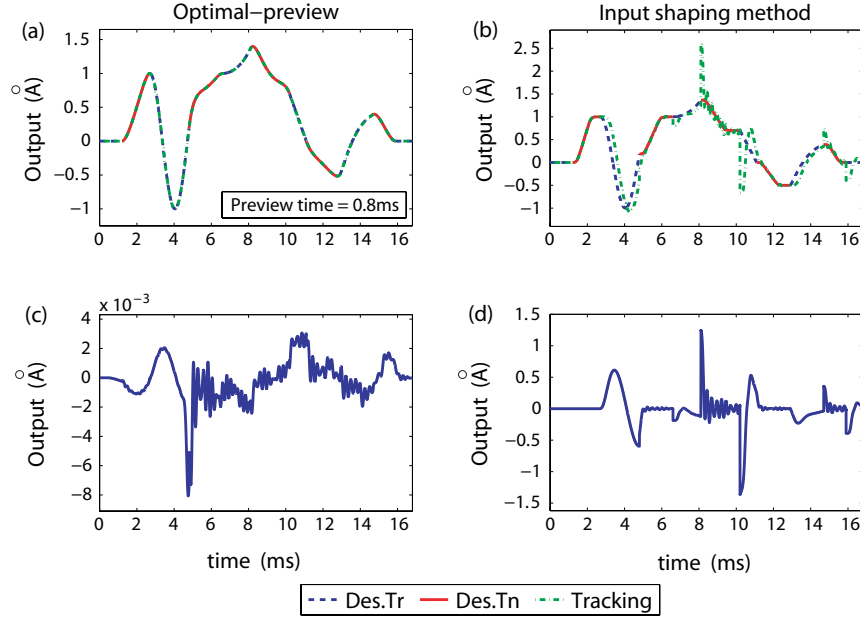 Optimal−preview
Input shaping method
(a)
1.5
1
0.5
0
−0.5
−1
Output (Å)
Preview time = 0.8ms
0 2 4 6 8 10 12 14 16
(b)
2.5
2
1.5
1
0.5
0
−0.5
−1
Output (Å)
0 2 4 6 8 10 12 14 16
(c)
x 10⁻³
4
2
0
−2
−4
−6
−8
Output (Å)
0 2 4 6 8 10 12 14 16
time (ms)
(d)
1.5
1
0.5
0
−0.5
−1
−1.5
Output (Å)
0 2 4 6 8 10 12 14 16
time (ms)
Des.Tr Des.Tn Tracking